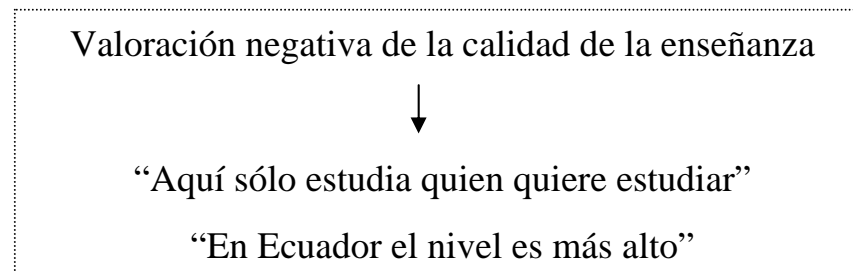 Valoración negativa de la calidad de la enseñanza
“Aquí sólo estudia quien quiere estudiar”
“En Ecuador el nivel es más alto”